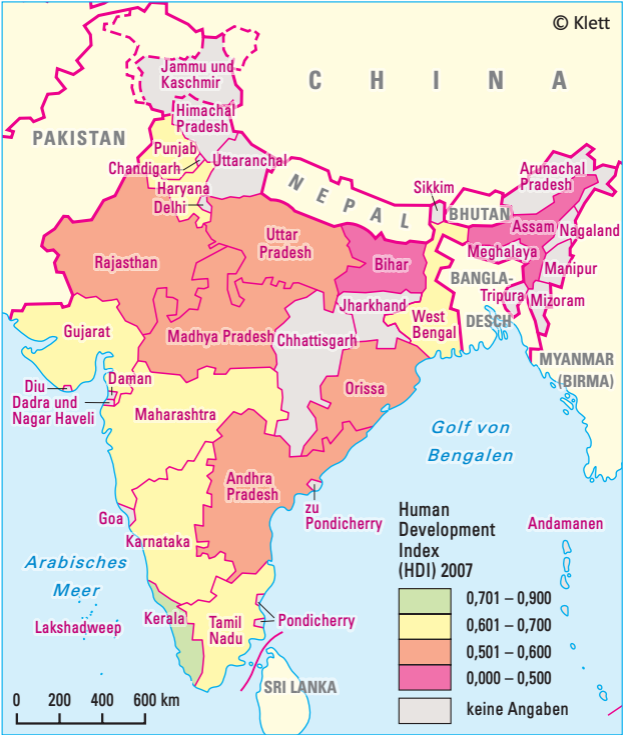 © Klett
CHINA
Jammu und
Kaschmir
Himachal
Pradesh
PAKISTAN
Punjab
Chandigarh
Uttaranchal
Haryana
Delhi
NEPAL
Sikkim
BHUTAN
Arunachal
Pradesh
Assam
Nagaland
Meghalaya
Manipur
BANGLA-
DESCH
Tripura
Mizoram
MYANMAR
(BIRMA)
Rajasthan
Uttar
Pradesh
Bihar
Jharkhand
West
Bengal
Gujarat
Madhya Pradesh
Chhattisgarh
Orissa
Diu
Daman
Dadra und
Nagar Haveli
Maharashtra
Golf von
Bengalen
Andhra
Pradesh
zu
Pondicherry
Goa
Karnataka
Andamanen
Arabisches
Meer
Lakshadweep
Kerala
Tamil
Nadu
Pondicherry
SRI LANKA
Human
Development
Index
(HDI) 2007
0,701 – 0,900
0,601 – 0,700
0,501 – 0,600
0,000 – 0,500
keine Angaben
0 200 400 600 km